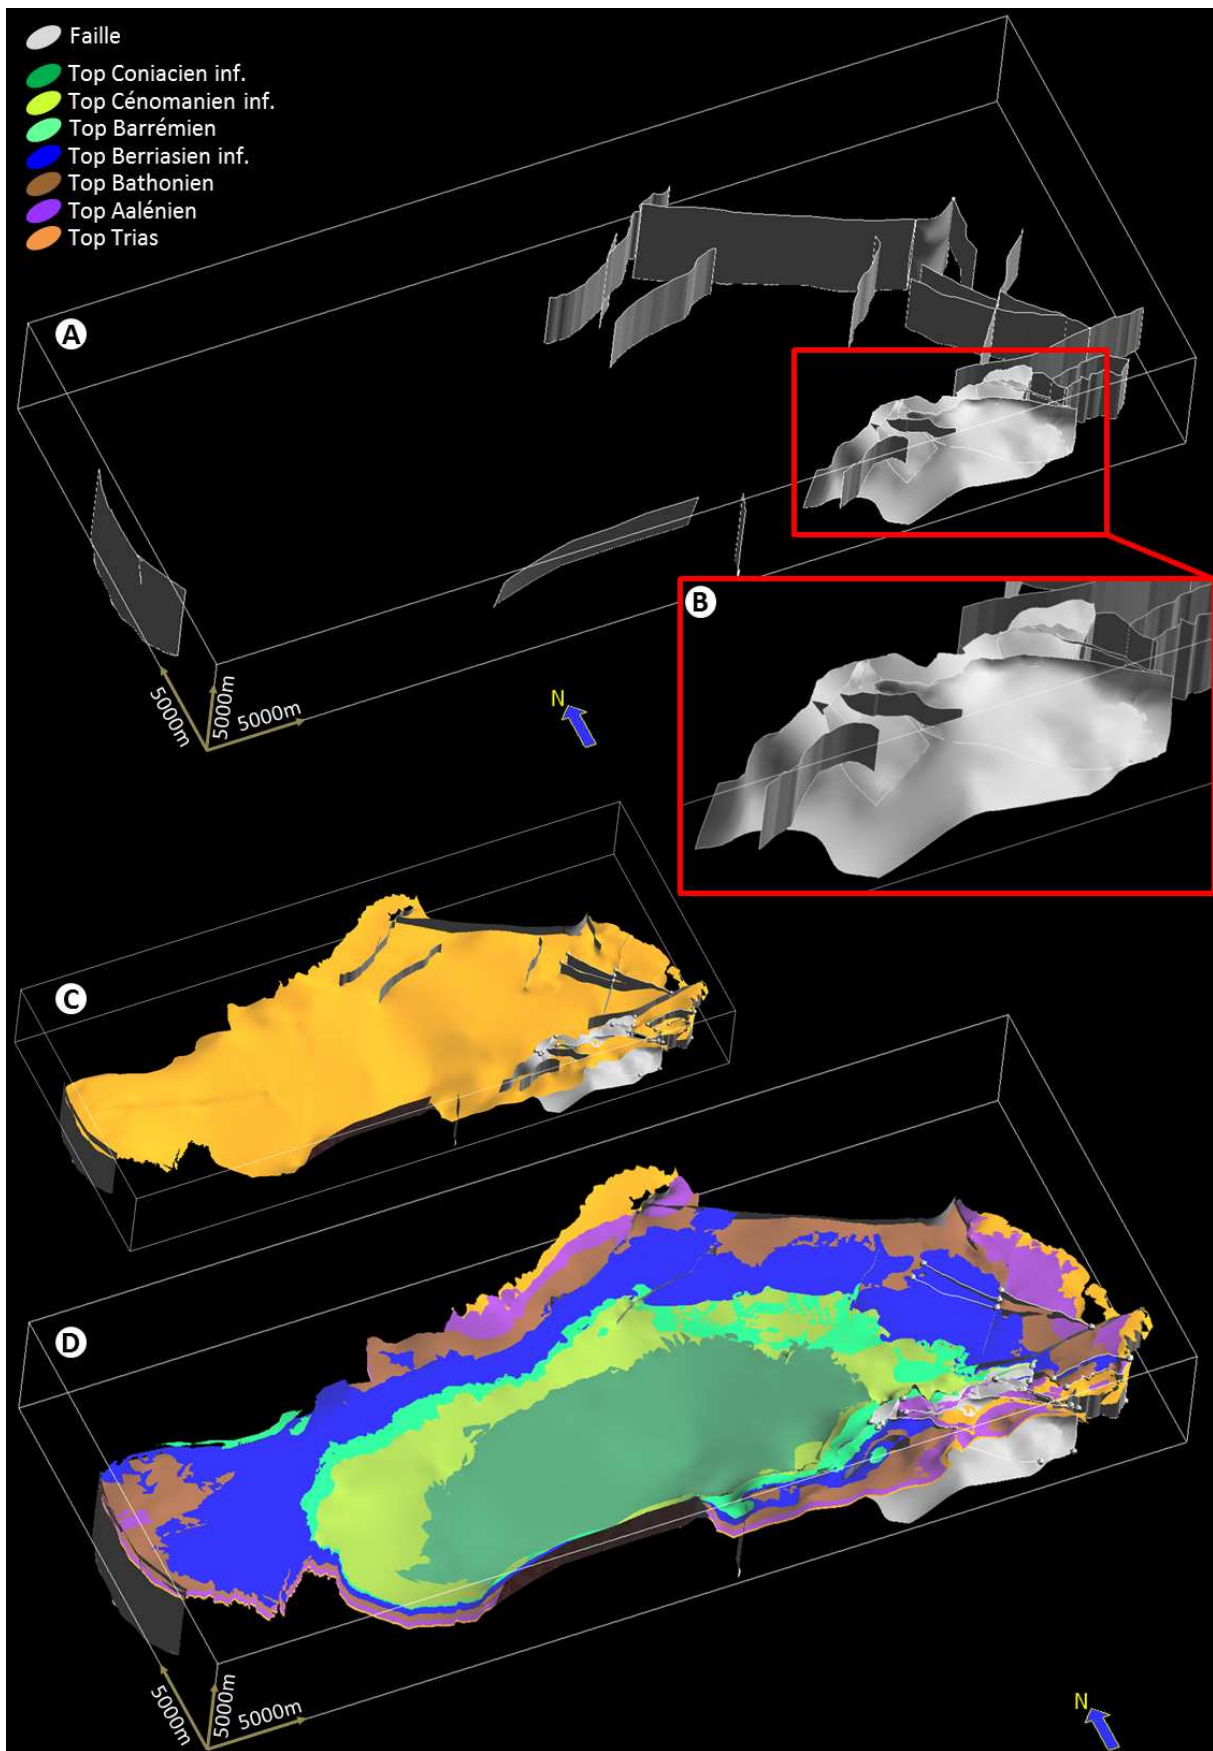 Faille
Top Coniacien inf.
Top Cénomanien inf.
Top Barrémien
Top Berriasien inf.
Top Bathonien
Top Aalénien
Top Trias
A
B
5000m
5000m
5000m
N
C
D
5000m
5000m
5000m
N